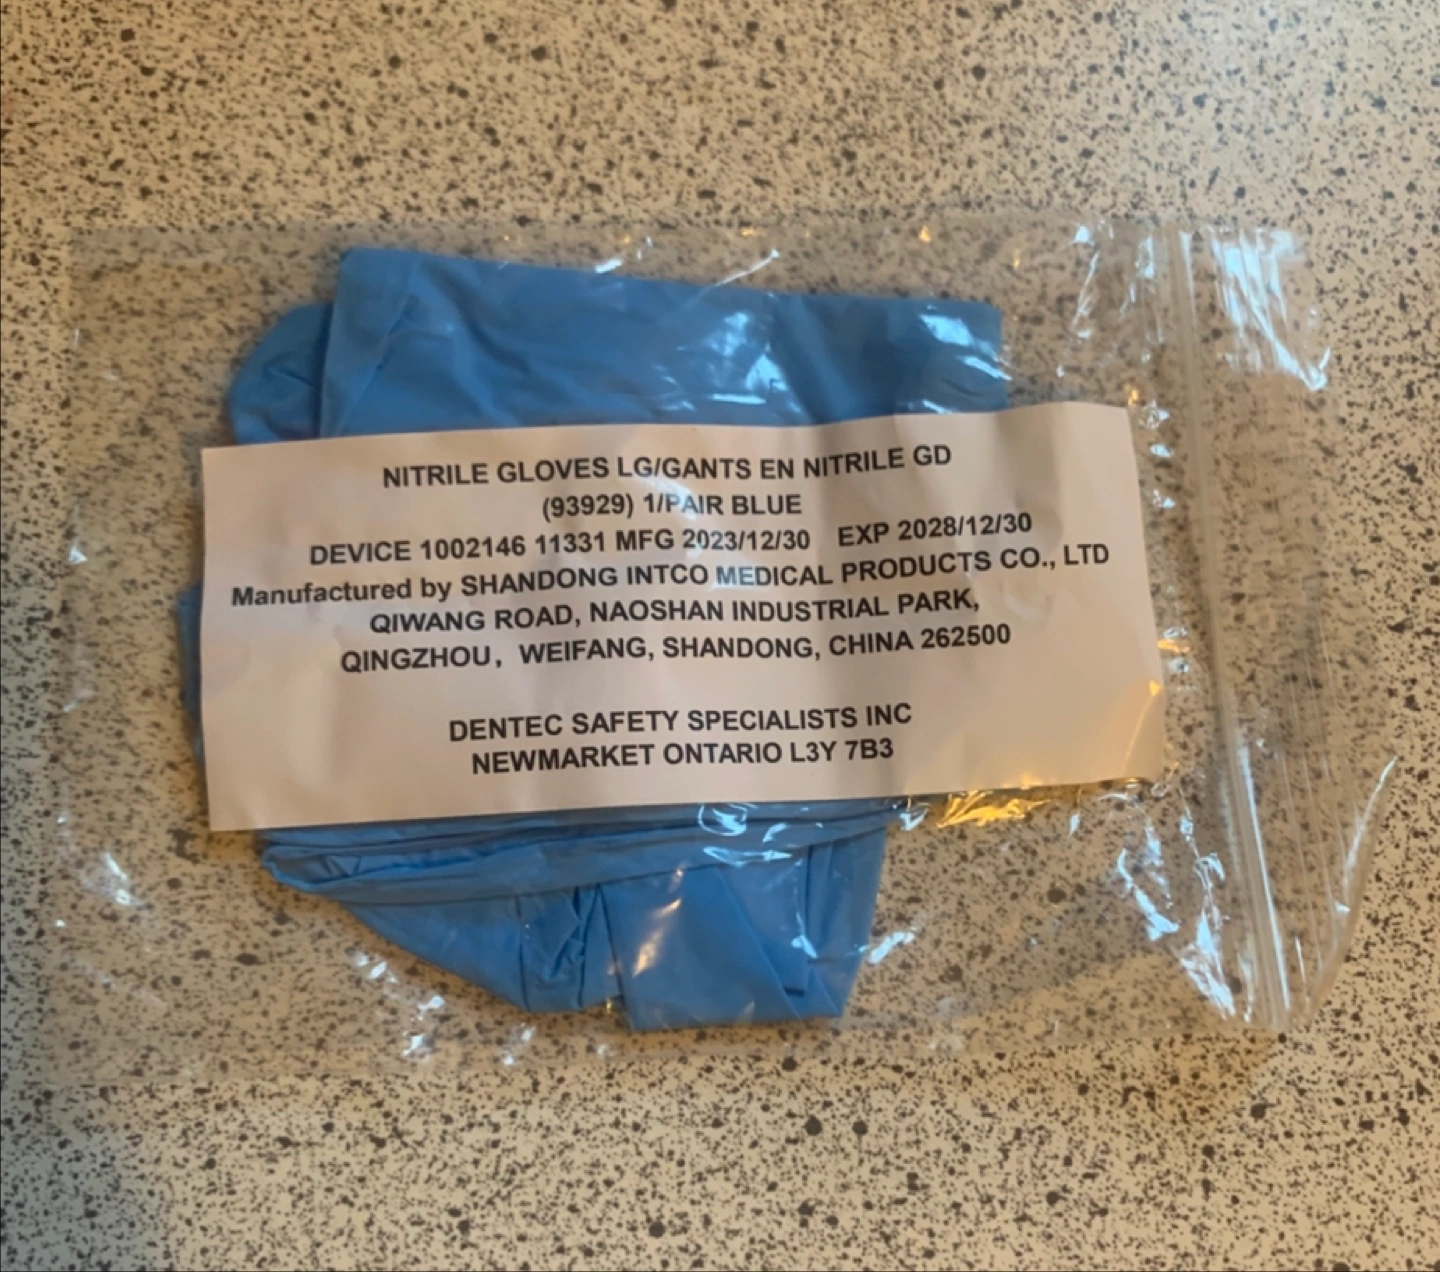 NITRILE GLOVES LG/GANTS EN NITRILE GD
(93929) 1/PAIR BLUE
DEVICE 1002146 11331 MFG 2023/12/30 EXP 2028/12/30
Manufactured by SHANDONG INTCO MEDICAL PRODUCTS CO., LTD
QIWANG ROAD, NAOSHAN INDUSTRIAL PARK,
QINGZHOU, WEIFANG, SHANDONG, CHINA 262500
DENTEC SAFETY SPECIALISTS INC
NEWMARKET ONTARIO L3Y 7B3